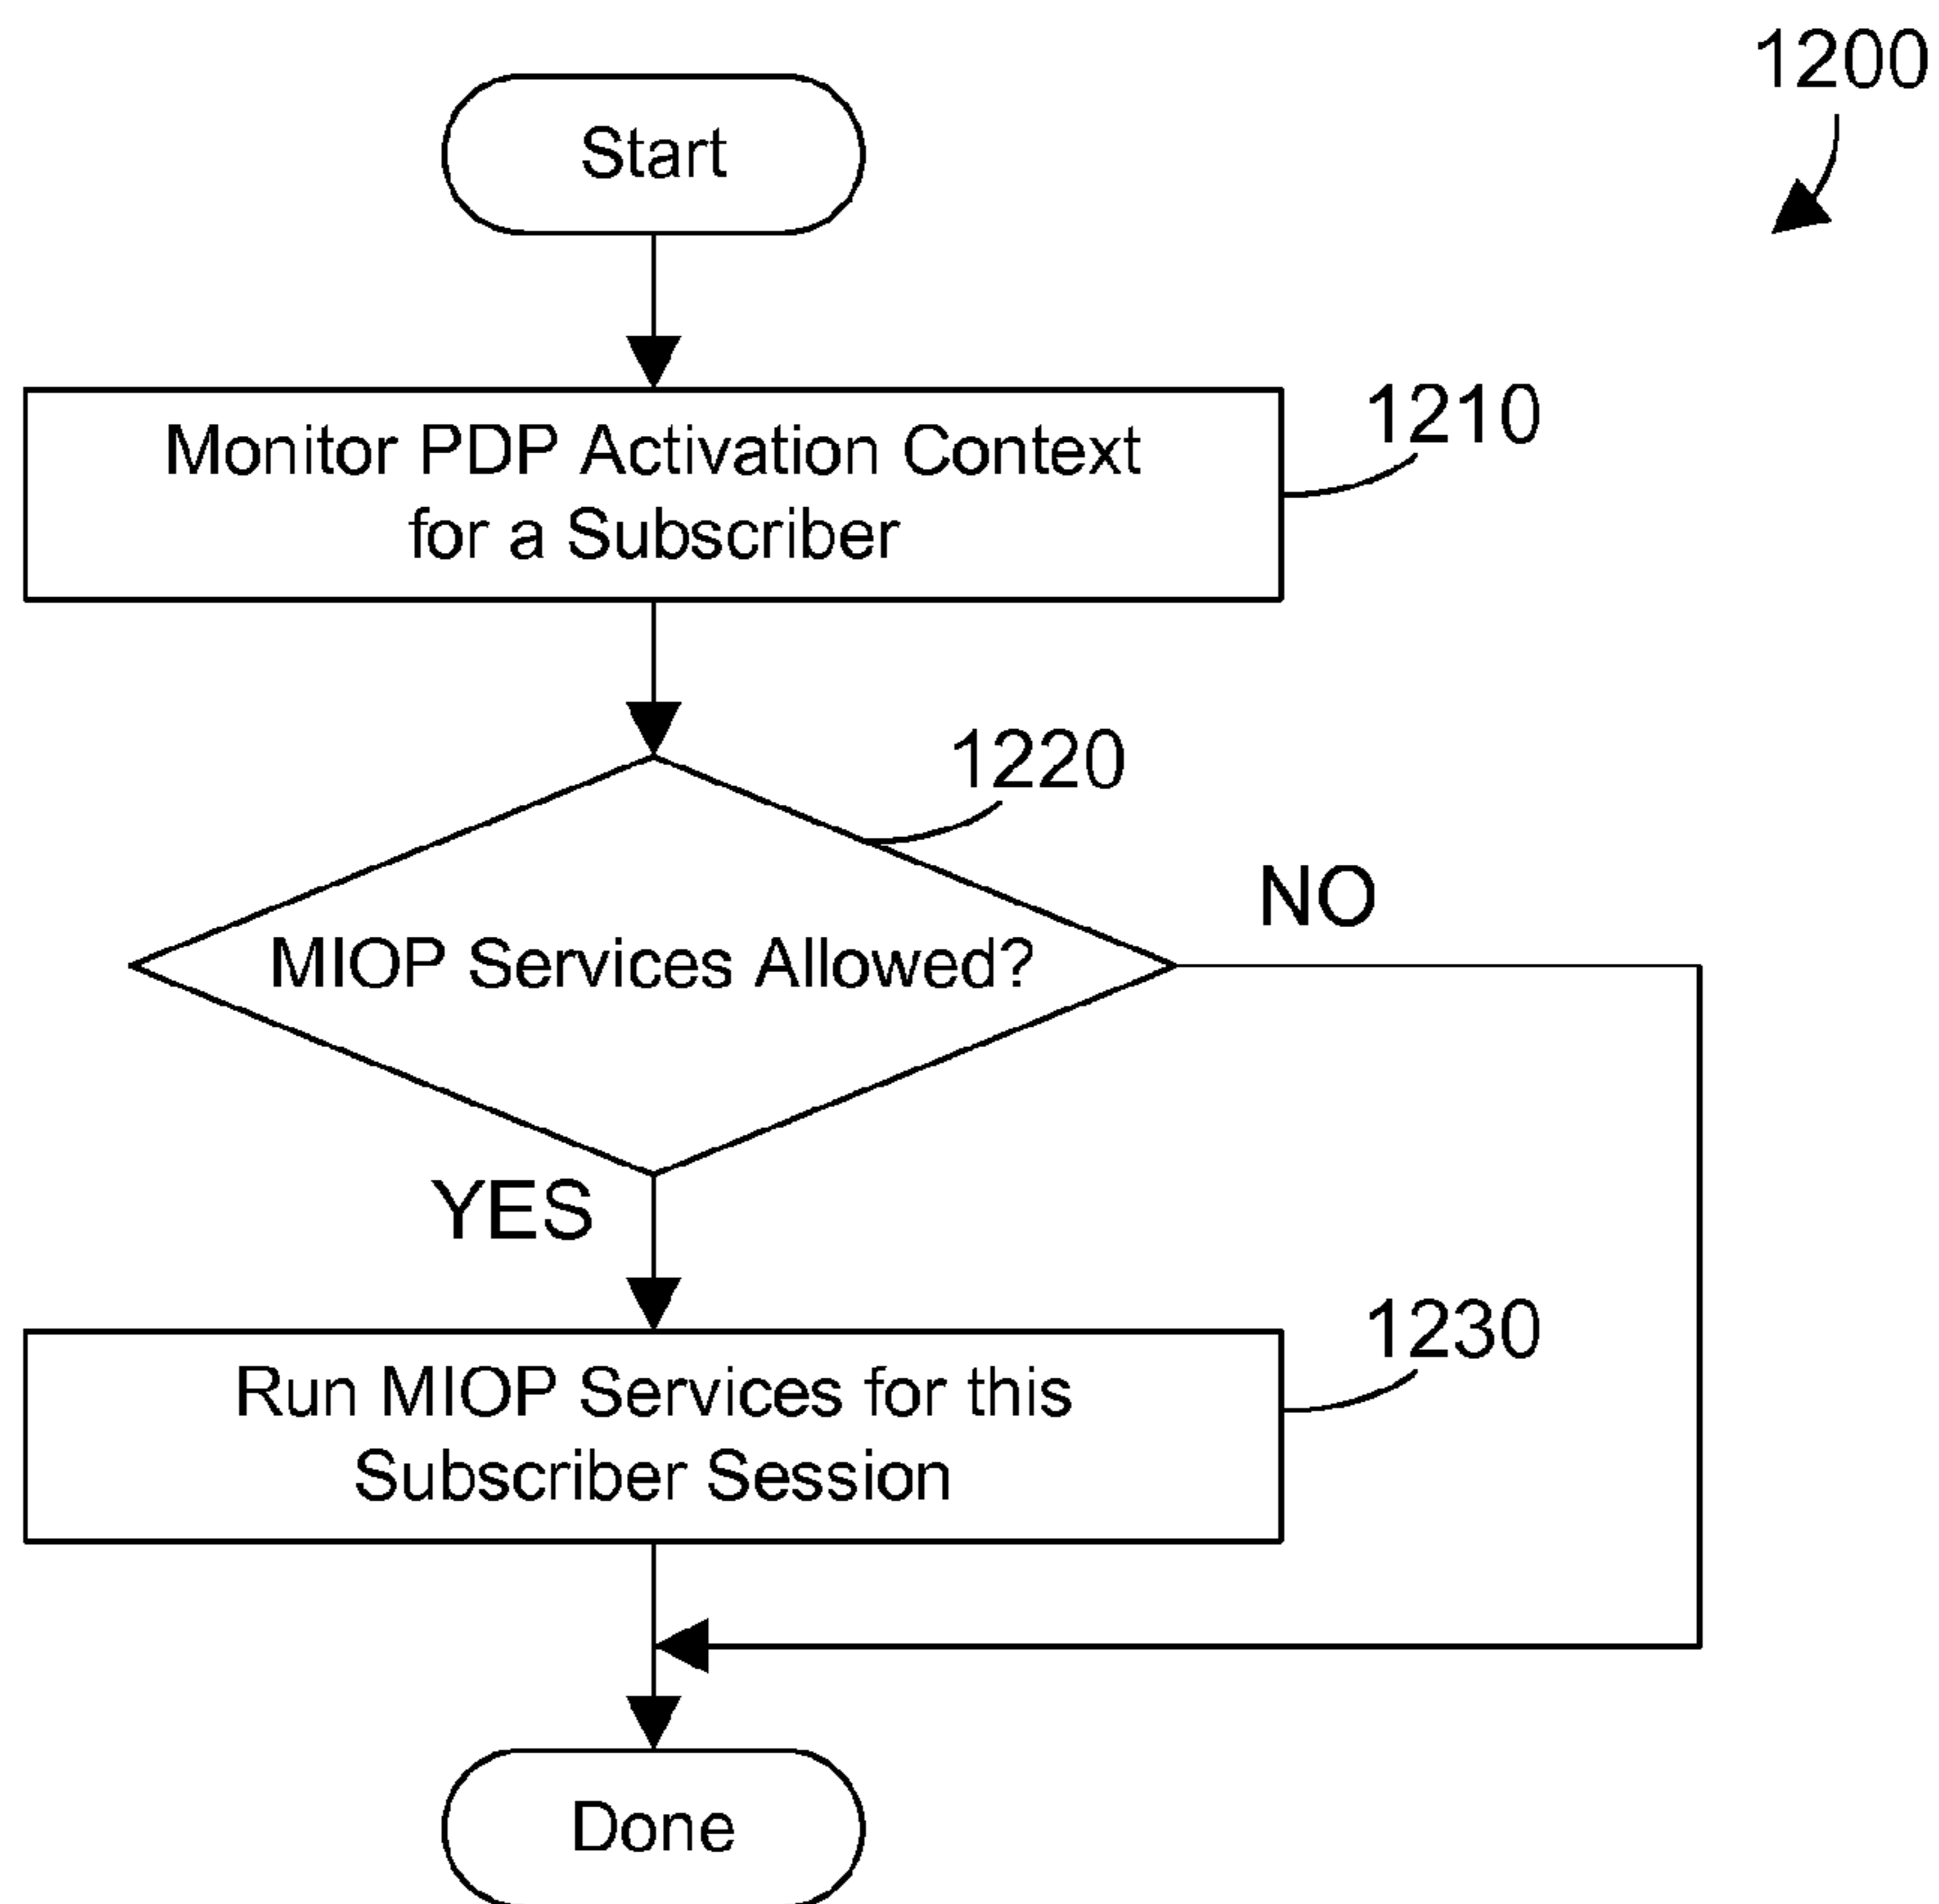 1200
Start
Monitor PDP Activation Context
for a Subscriber
1210
1220
MIOP Services Allowed?
NO
YES
Run MIOP Services for this
Subscriber Session
1230
Done